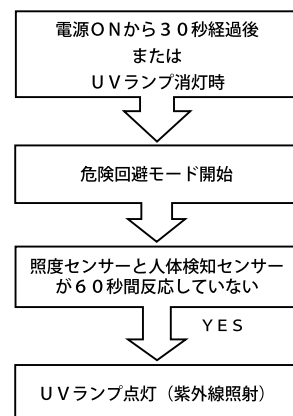 電源ＯＮから３０秒経過後
または
ＵＶランプ消灯時
危険回避モード開始
照度センサーと人体検知センサー
が６０秒間反応していない
ＹＥＳ
ＵＶランプ点灯（紫外線照射）